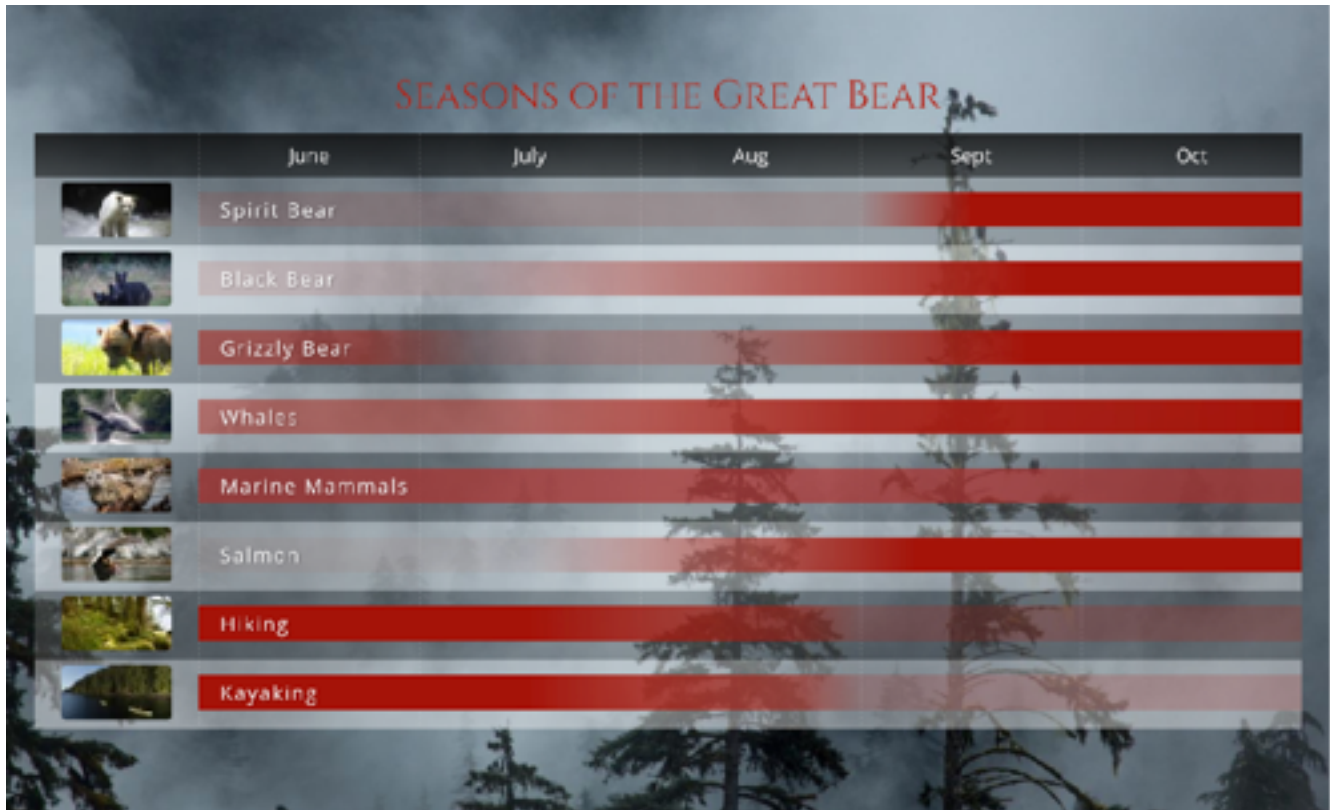 SEASONS OF THE GREAT BEAR
June July Aug Sept Oct
Spirit Bear
Black Bear
Grizzly Bear
Whales
Marine Mammals
Salmon
Hiking
Kayaking